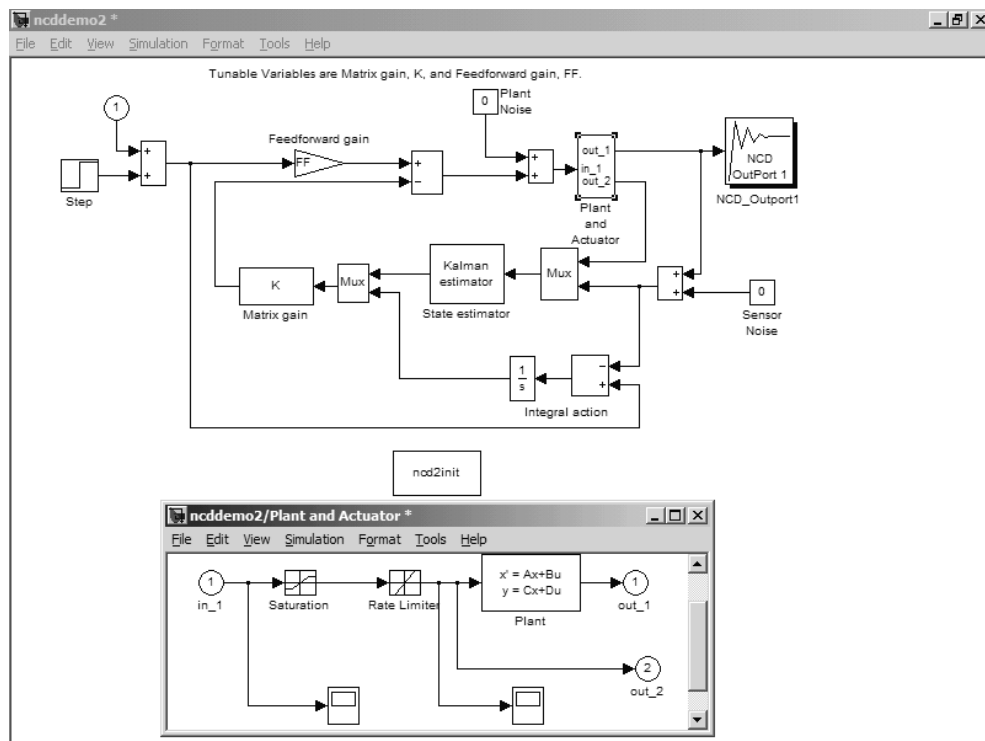 ncddemo2 *
File Edit View Simulation Format Tools Help
Tunable Variables are Matrix gain, K, and Feedforward gain, FF.
1
Step
+
+
Feedforward gain
FF
+
−
0
Plant
Noise
+
+
out_1
in_1
out_2
Plant
and
Actuator
NCD
OutPort 1
NCD_Outport1
K
Matrix gain
Mux
Kalman
estimator
State estimator
Mux
+
+
0
Sensor
Noise
1
s
−
+
Integral action
ncd2init
ncddemo2/Plant and Actuator *
File Edit View Simulation Format Tools Help
1
in_1
Saturation
Rate Limiter
x' = Ax+Bu
y = Cx+Du
Plant
1
out_1
2
out_2